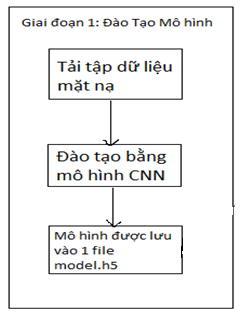 Giai đoạn 1: Đào Tạo Mô hình
Tải tập dữ liệu
mặt nạ
Đào tạo bằng
mô hình CNN
Mô hình được lưu
vào 1 file
model.h5